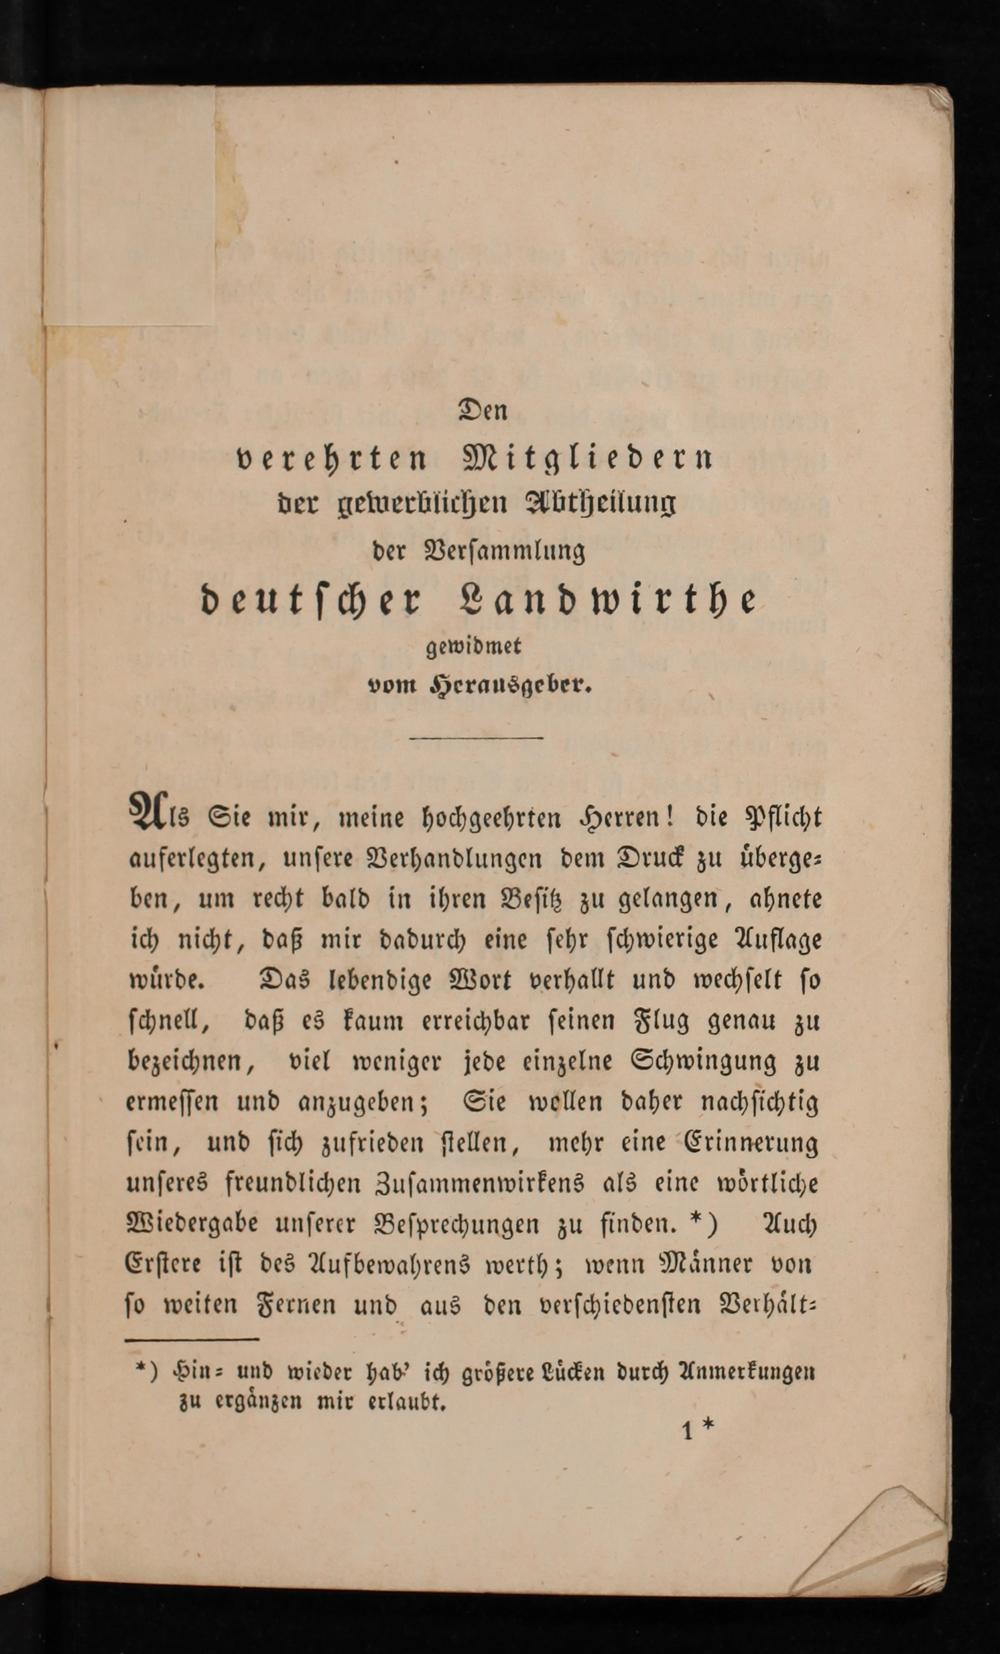 Den
verehrten Mitgliedern
der gewerblichen Abtheilung
der Verſammlung
deutſcher Landwirthe
gewidmet
vom Herausgeber.
Als Sie mir, meine hochgeehrten Herren! die Pflicht
auferlegten, unſere Verhandlungen dem Druck zu überge⸗
ben, um recht bald in ihren Beſitz zu gelangen, ahnete
ich nicht, daß mir dadurch eine ſehr ſchwierige Auflage
würde. Das lebendige Wort verhallt und wechſelt ſo
ſchnell, daß es kaum erreichbar ſeinen Flug genau zu
bezeichnen, viel weniger jede einzelne Schwingung zu
ermeſſen und anzugeben; Sie wollen daher nachſichtig
ſein, und ſich zufrieden ſtellen, mehr eine Erinnerung
unſeres freundlichen Zuſammenwirkens als eine wörtliche
Wiedergabe unſerer Beſprechungen zu finden. *) Auch
Erſtere iſt des Aufbewahrens werth; wenn Männer von
ſo weiten Fernen und aus den verſchiedenſten Verhält⸗
*) Hin⸗ und wieder hab' ich größere Lücken durch Anmerkungen
zu ergänzen mir erlaubt.
1 *